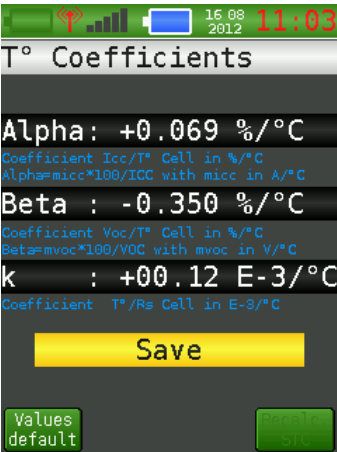 16 08
2012
11:03
T° Coefficients
Alpha: +0.069 %/°C
Coefficient Icc/T° Cell in %/°C
Alpha=micc*100/ICC with micc in A/°C
Beta : -0.350 %/°C
Coefficient Voc/T° Cell in %/°C
Beta=mvoc*100/VOC with mvoc in V/°C
k : +00.12 E-3/°C
Coefficient T°/Rs Cell in E-3/°C
Save
Values
default
Recalc
STC